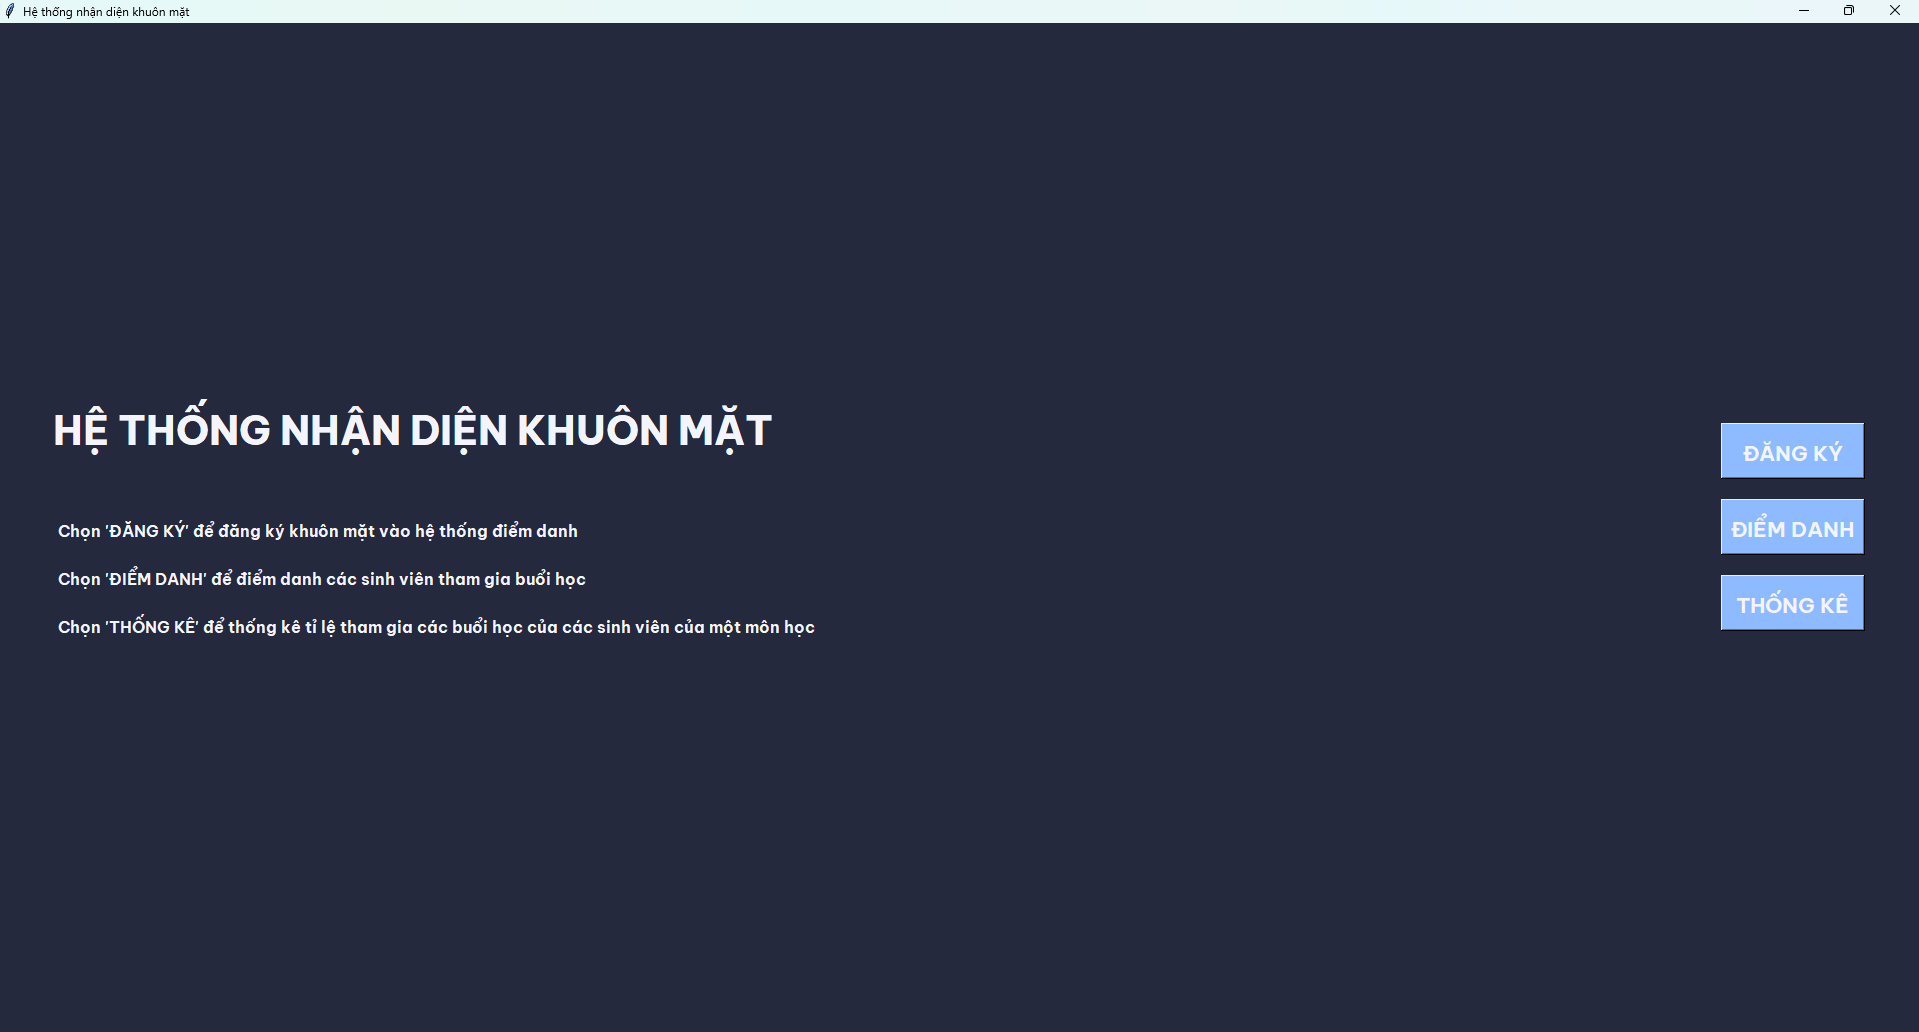 Hệ thống nhận diện khuôn mặt
HỆ THỐNG NHẬN DIỆN KHUÔN MẶT
Chọn 'ĐĂNG KÝ' để đăng ký khuôn mặt vào hệ thống điểm danh
Chọn 'ĐIỂM DANH' để điểm danh các sinh viên tham gia buổi học
Chọn 'THỐNG KÊ' để thống kê tỉ lệ tham gia các buổi học của các sinh viên của một môn học
ĐĂNG KÝ
ĐIỂM DANH
THỐNG KÊ